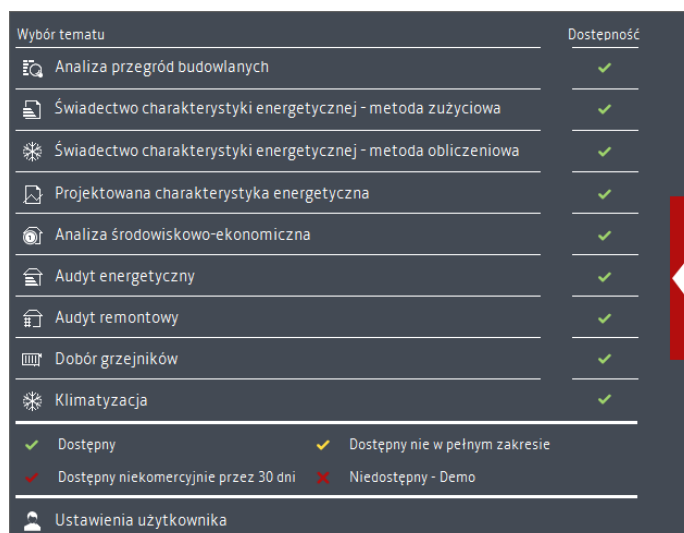 Wybór tematu Dostępność
Analiza przegród budowlanych
Świadectwo charakterystyki energetycznej - metoda zużyciowa
Świadectwo charakterystyki energetycznej - metoda obliczeniowa
Projektowana charakterystyka energetyczna
Analiza środowiskowo-ekonomiczna
Audyt energetyczny
Audyt remontowy
Dobór grzejników
Klimatyzacja
Dostępny Dostępny nie w pełnym zakresie
Dostępny niekomercyjnie przez 30 dni Niedostępny - Demo
Ustawienia użytkownika